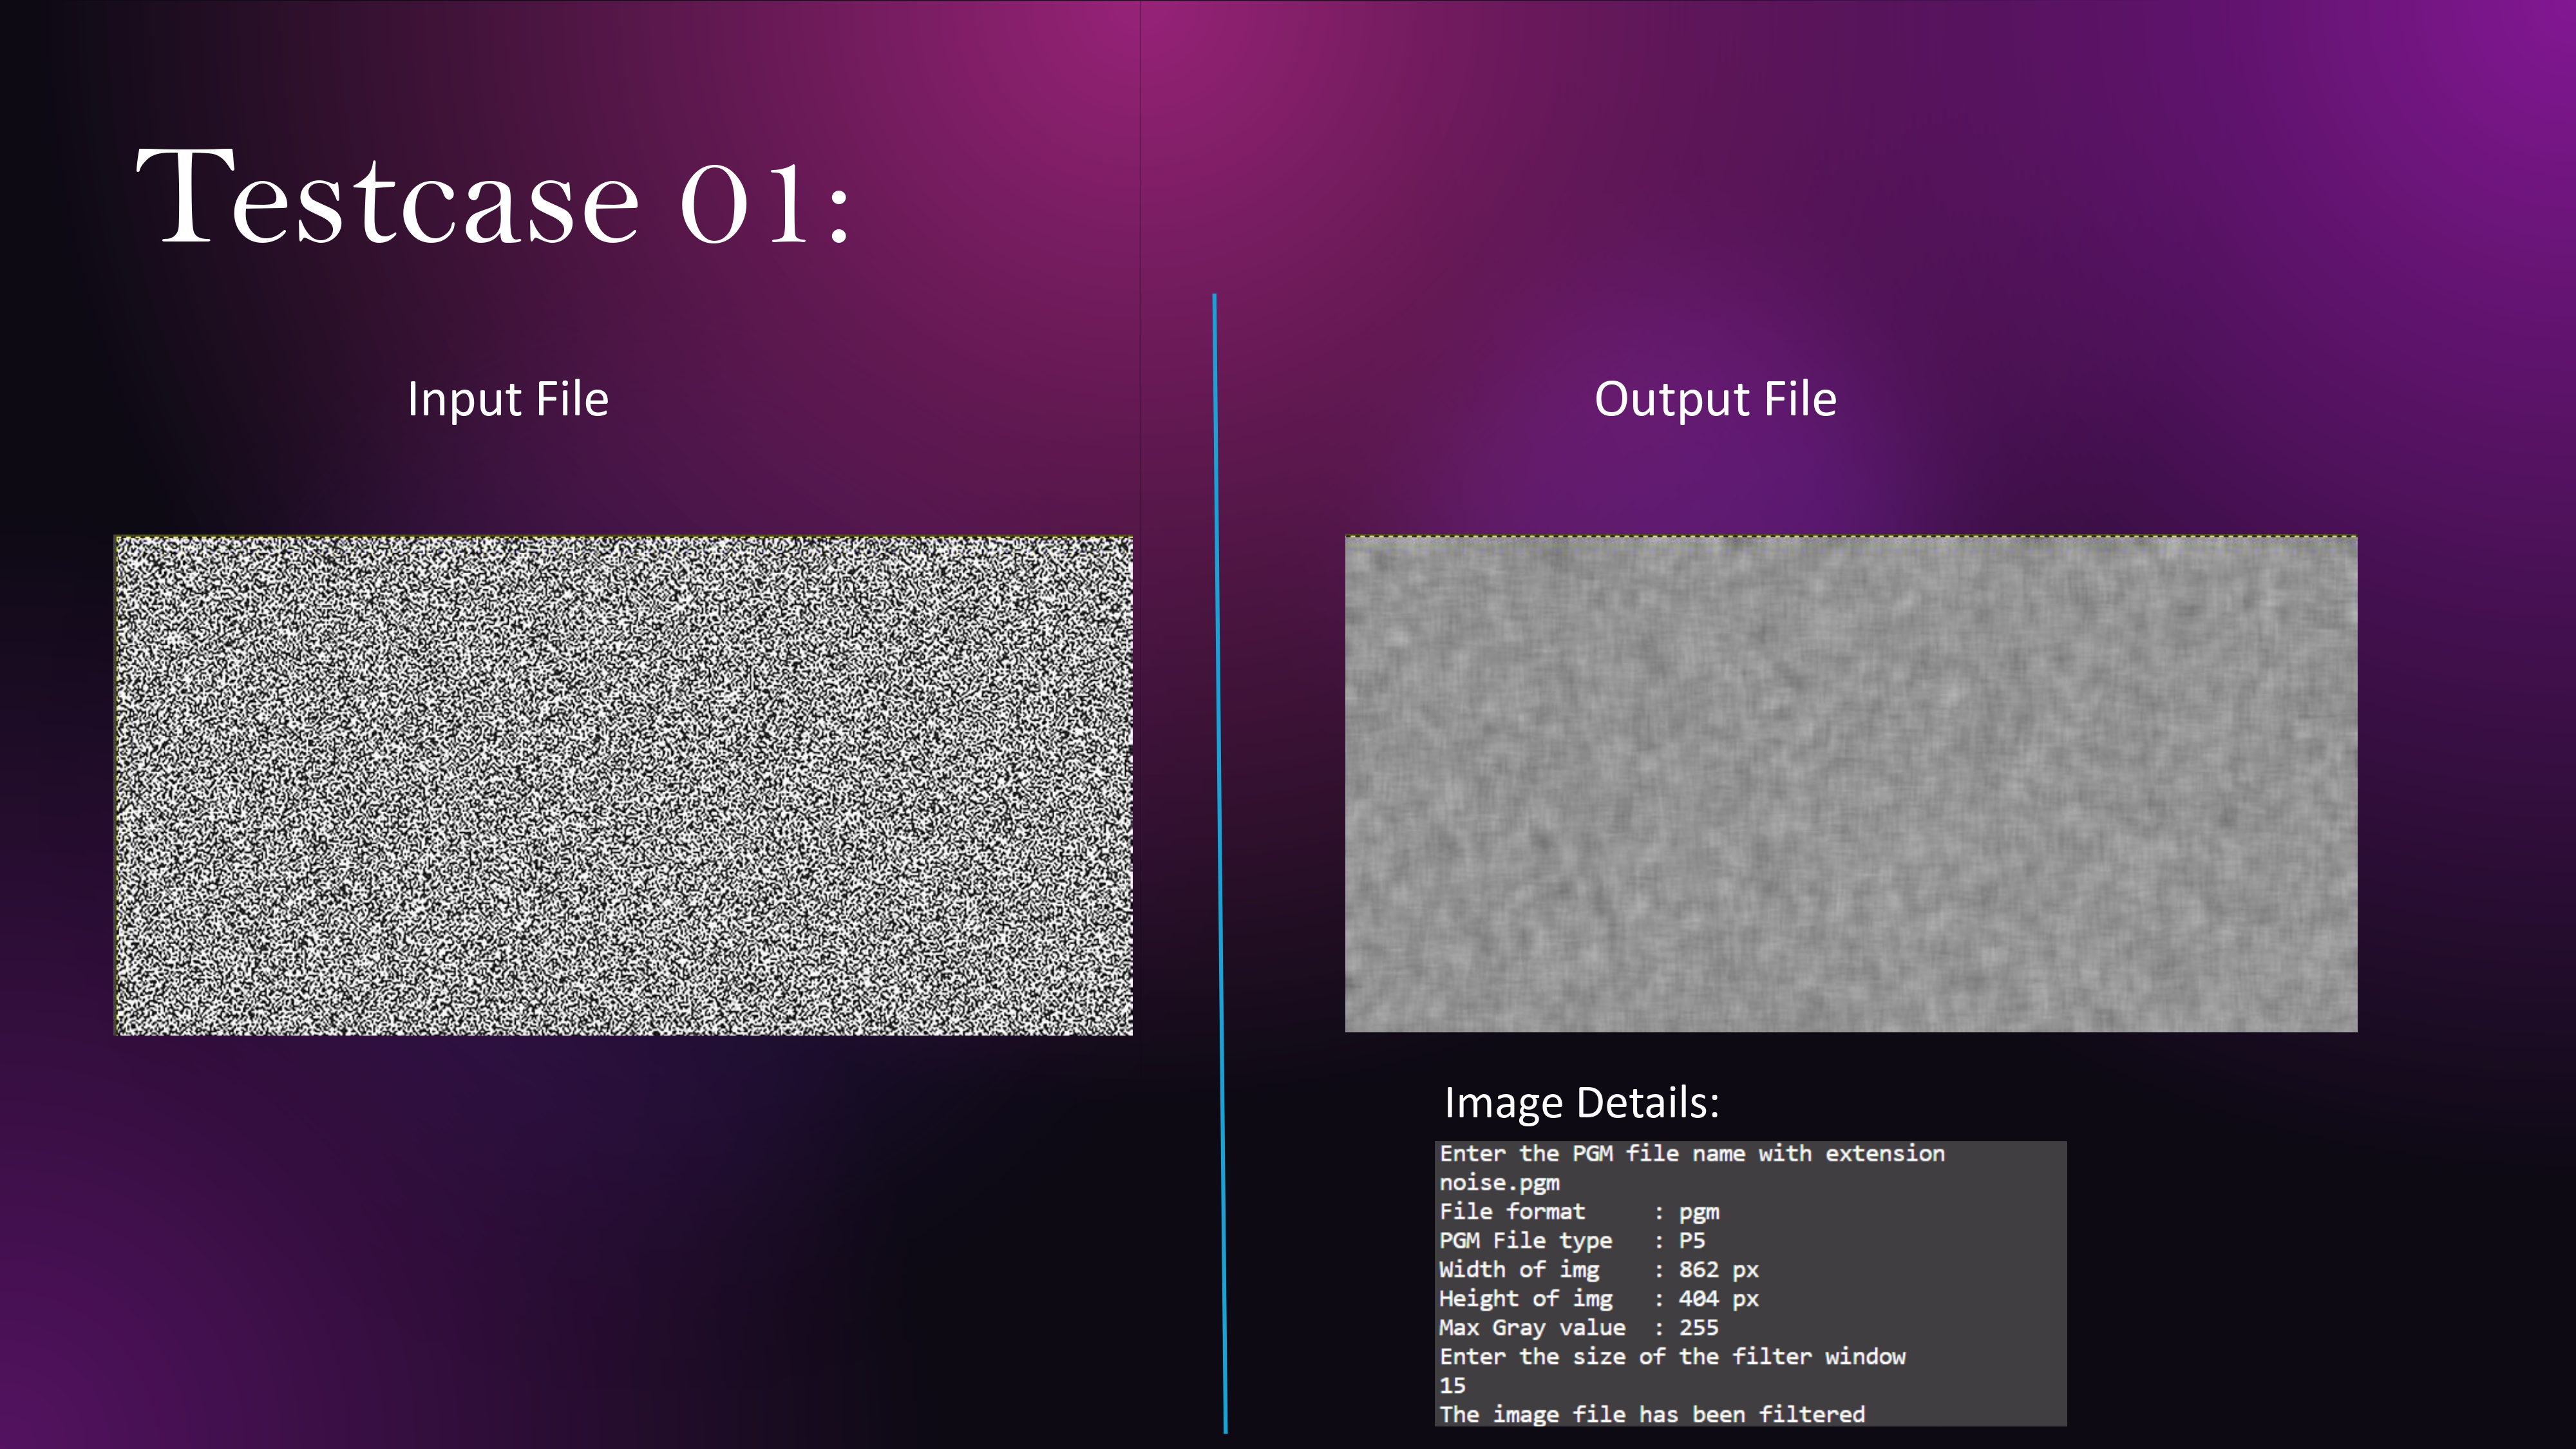 Testcase 01:
Input File
Output File
Image Details:
Enter the PGM file name with extension
noise.pgm
File format : pgm
PGM File type : P5
Width of img : 862 px
Height of img : 404 px
Max Gray value : 255
Enter the size of the filter window
15
The image file has been filtered